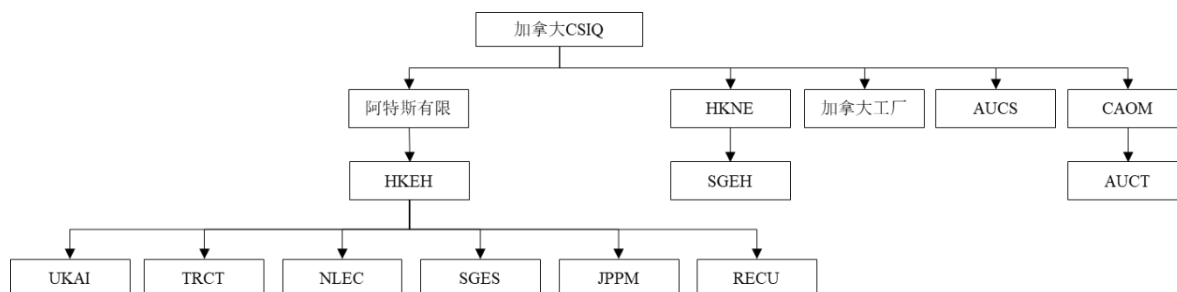 加拿大CSIQ
阿特斯有限
HKNE
加拿大工厂
AUCS
CAOM
HKEH
SGEH
AUCT
UKAI
TRCT
NLEC
SGES
JPPM
RECU